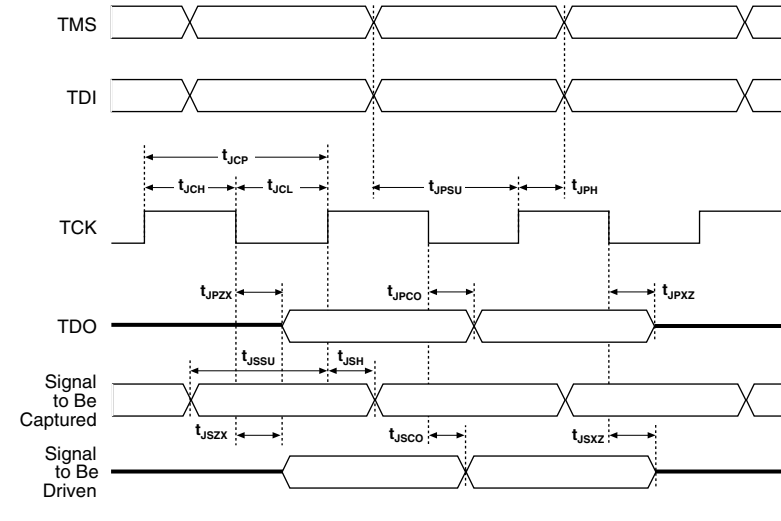 TMS
TDI
tJCP
tJCH
tJCL
tJPSU
tJPH
TCK
tJPZX
tJPCO
tJPXZ
TDO
tJSSU
tJSH
Signal
to Be
Captured
tJSZX
tJSCO
tJSXZ
Signal
to Be
Driven